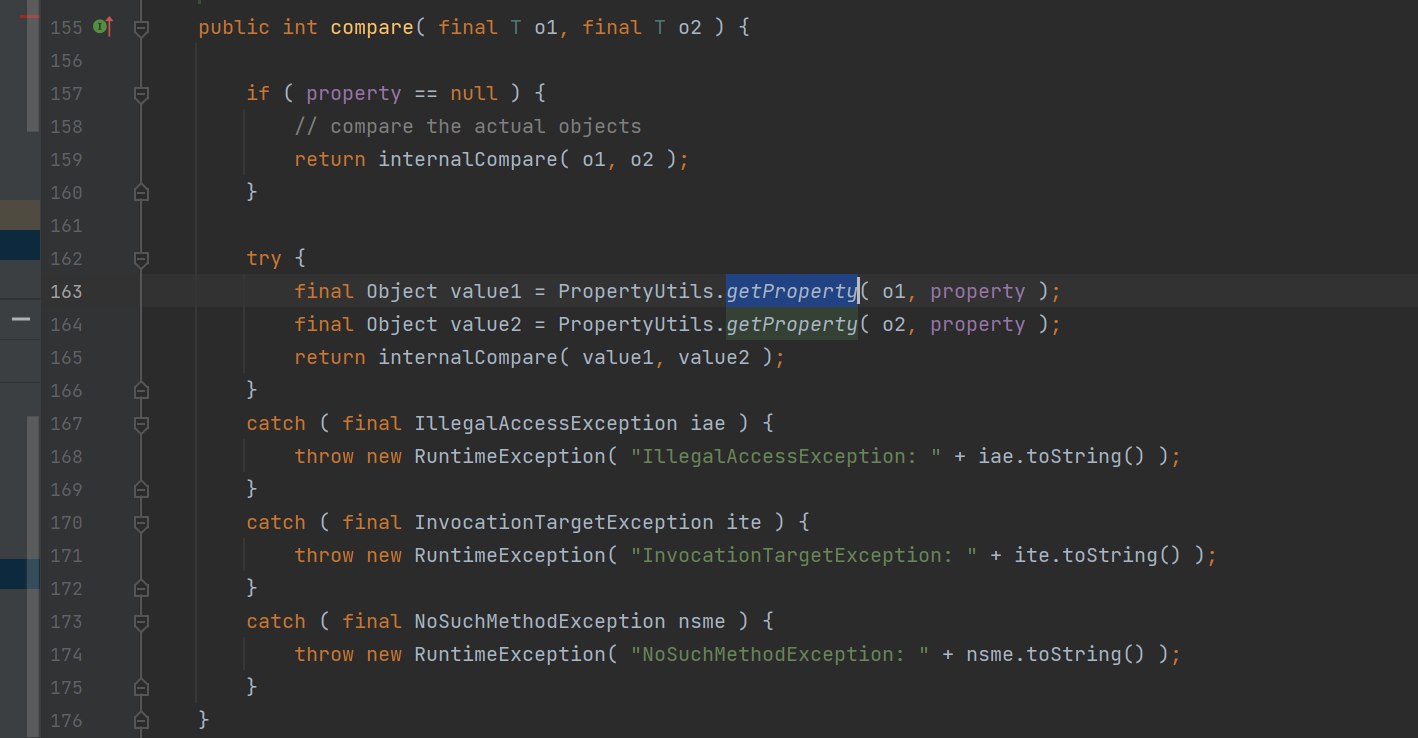 155 public int compare( final T o1, final T o2 ) {
156
157 if ( property == null ) {
158 // compare the actual objects
159 return internalCompare( o1, o2 );
160 }
161
162 try {
163 final Object value1 = PropertyUtils.getProperty( o1, property );
164 final Object value2 = PropertyUtils.getProperty( o2, property );
165 return internalCompare( value1, value2 );
166 }
167 catch ( final IllegalAccessException iae ) {
168 throw new RuntimeException( "IllegalAccessException: " + iae.toString() );
169 }
170 catch ( final InvocationTargetException ite ) {
171 throw new RuntimeException( "InvocationTargetException: " + ite.toString() );
172 }
173 catch ( final NoSuchMethodException nsme ) {
174 throw new RuntimeException( "NoSuchMethodException: " + nsme.toString() );
175 }
176 }